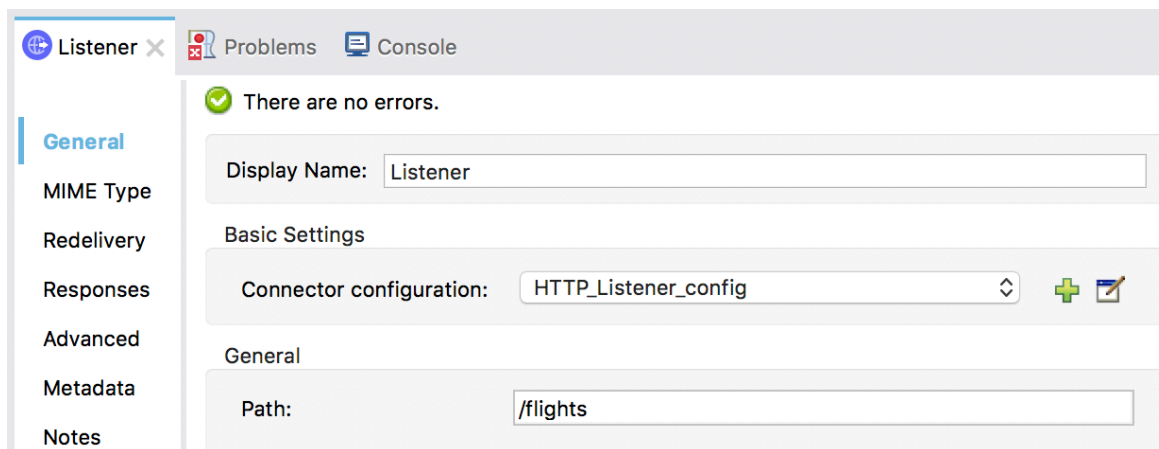 Listener Problems Console
There are no errors.
General
Display Name: Listener
MIME Type
Redelivery
Basic Settings
Responses
Connector configuration: HTTP_Listener_config
Advanced
General
Metadata
Path: /flights
Notes